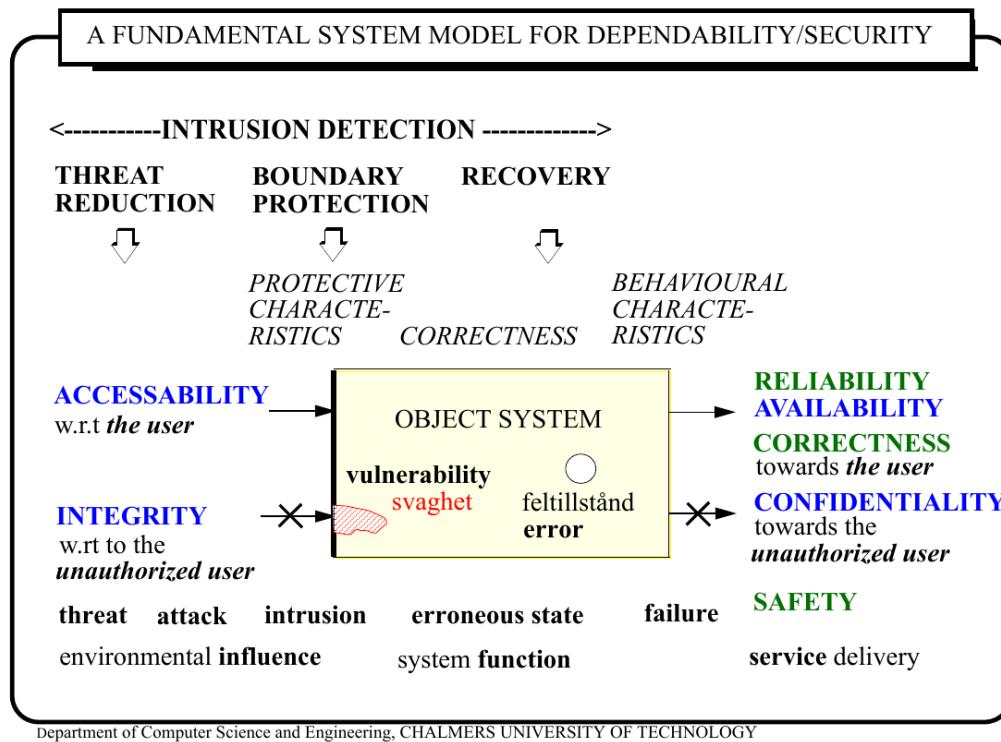 A FUNDAMENTAL SYSTEM MODEL FOR DEPENDABILITY/SECURITY
<-----------INTRUSION DETECTION ------------->
THREAT REDUCTION
BOUNDARY PROTECTION
RECOVERY
PROTECTIVE
CHARACTE-
RISTICS
CORRECTNESS
BEHAVIOURAL
CHARACTE-
RISTICS
ACCESSABILITY
w.r.t the user
OBJECT SYSTEM
RELIABILITY
AVAILABILITY
CORRECTNESS
towards the user
vulnerability
svaghet
feltillstånd
error
INTEGRITY
w.rt to the
unauthorized user
CONFIDENTIALITY
towards the
unauthorized user
threat attack intrusion erroneous state failure SAFETY
environmental influence system function service delivery
Department of Computer Science and Engineering, CHALMERS UNIVERSITY OF TECHNOLOGY